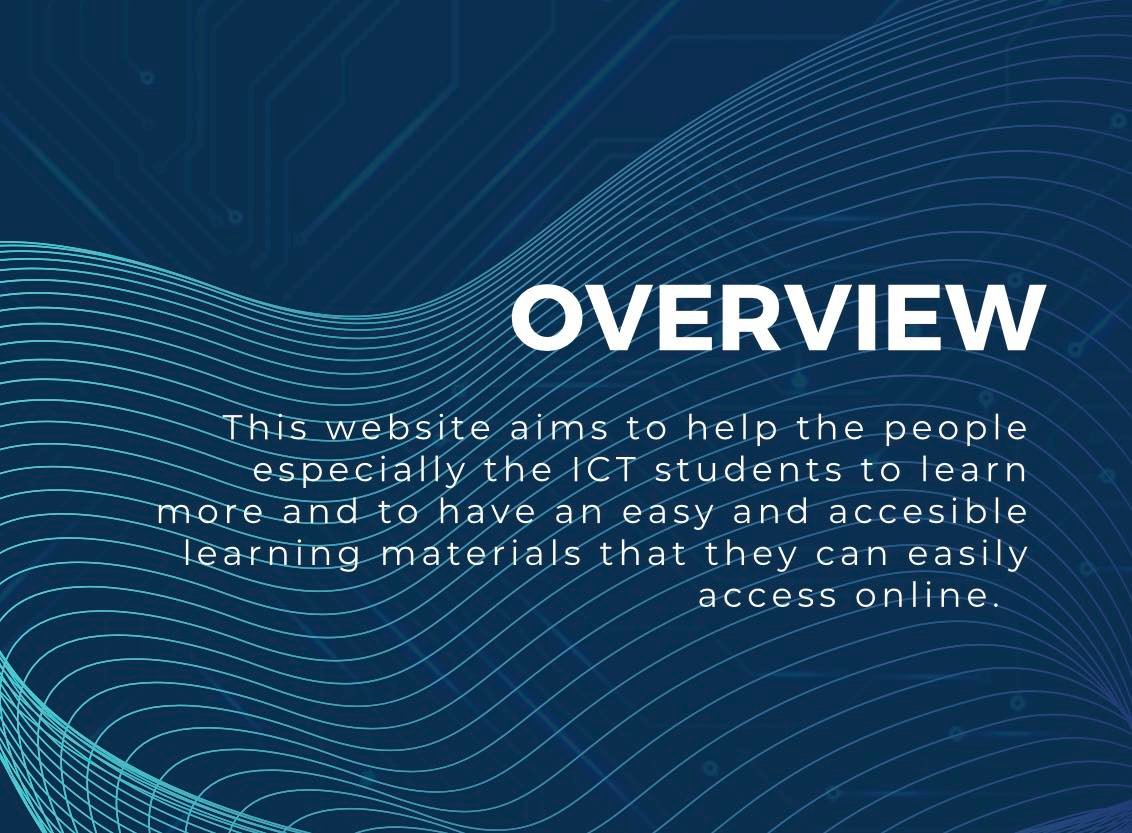 OVERVIEW
This website aims to help the people
especially the ICT students to learn
more and to have an easy and accesible
learning materials that they can easily
access online.